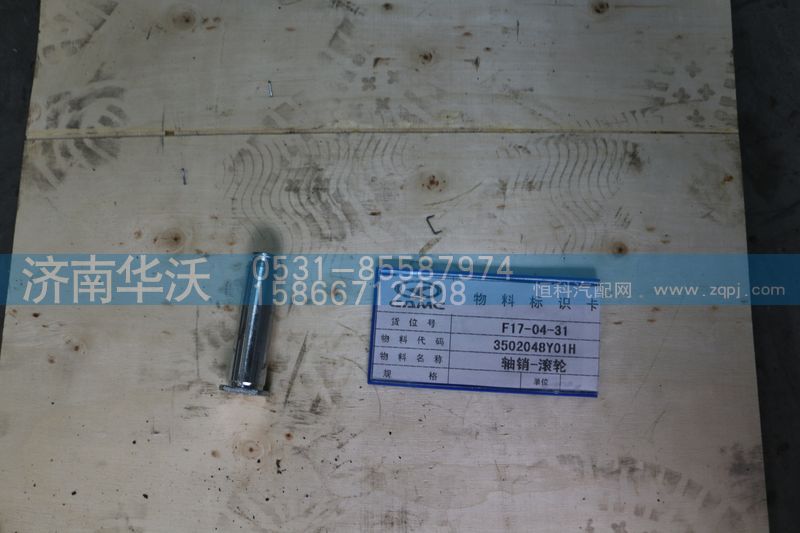 济南华沃
0531-85587974
恒科汽配网
www.zqpj.com
CAMC
物料标识卡
货位号 F17-04-31
物料代码 3502048Y01H
物料名称 轴销-滚轮
规格 单位